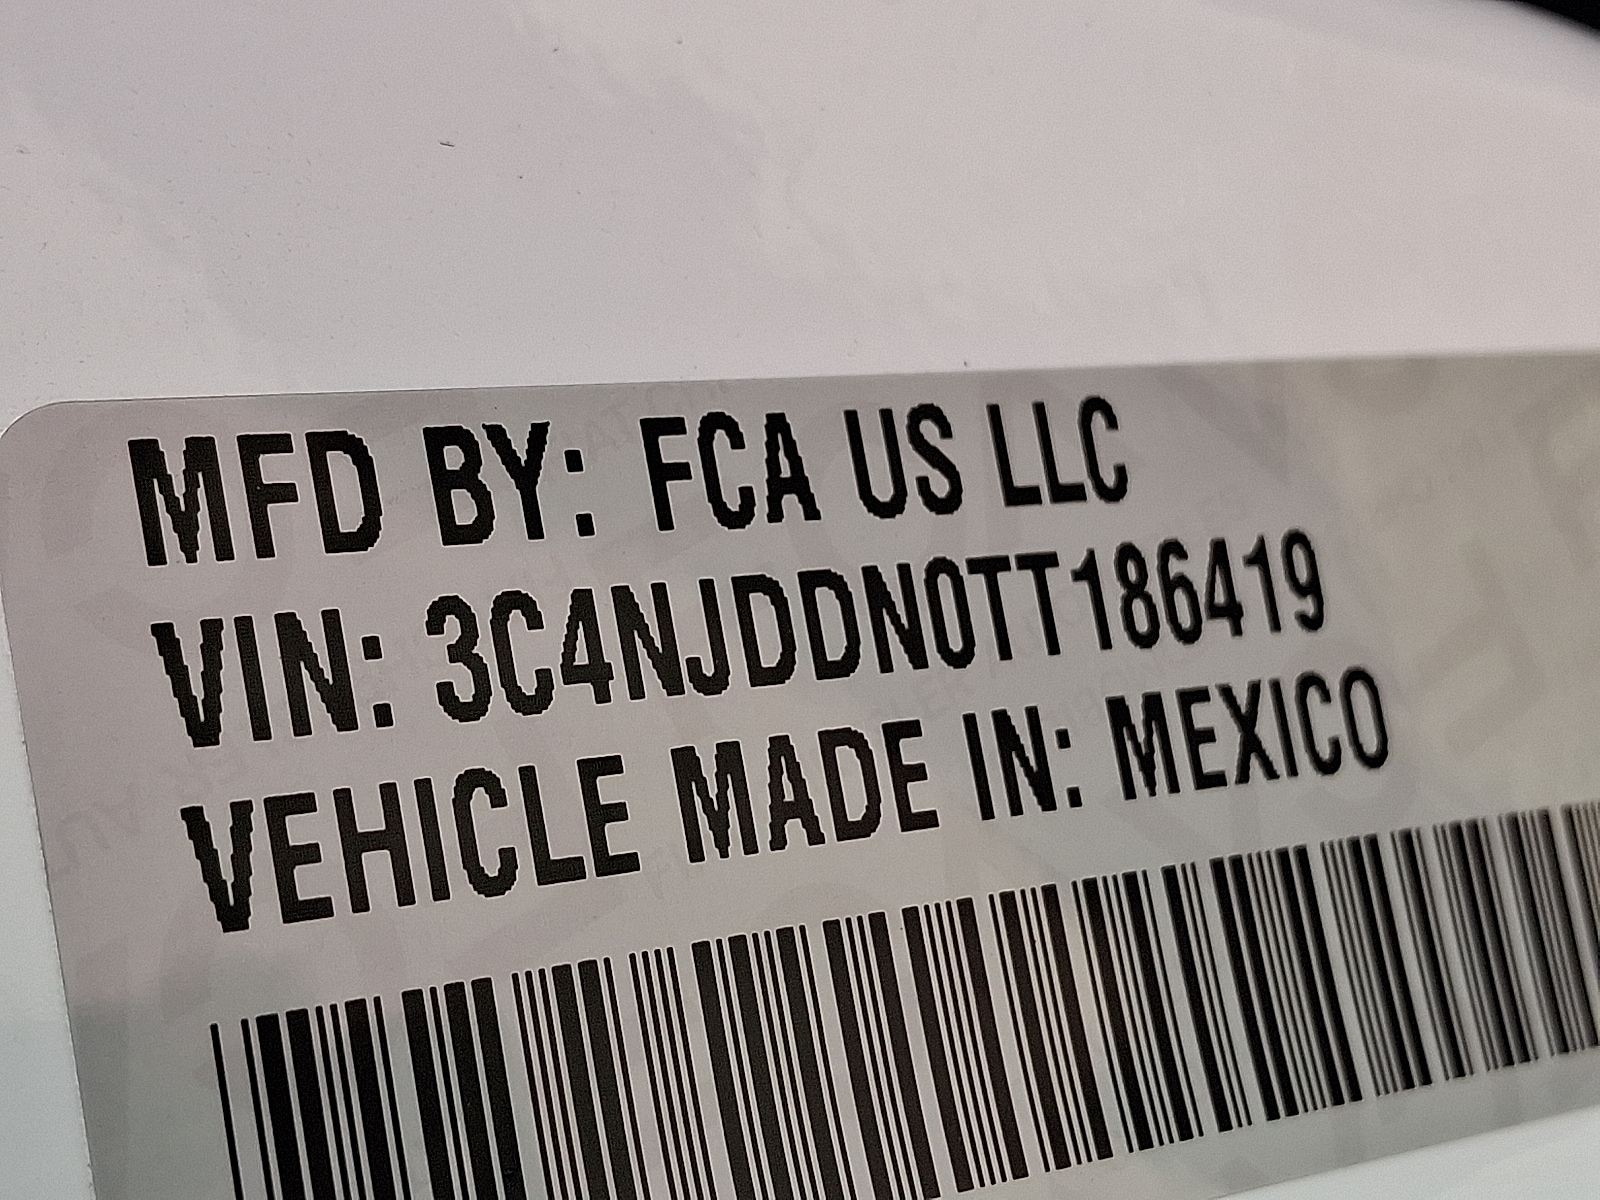 MFD BY: FCA US LLC
VIN: 3C4NJDDN0TT186419
VEHICLE MADE IN: MEXICO